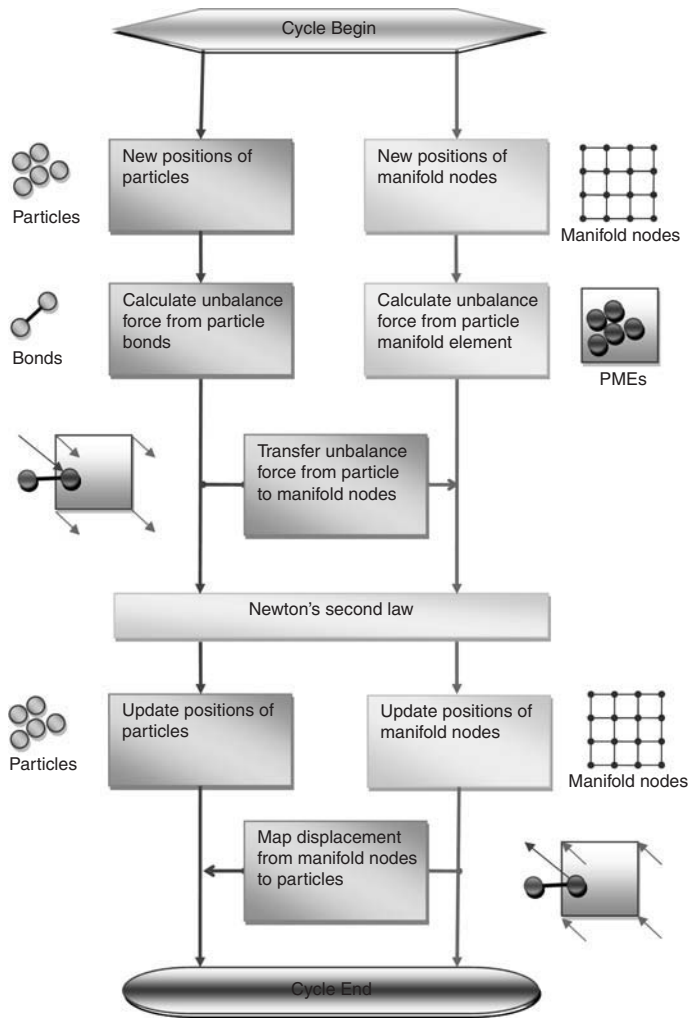 Cycle Begin
New positions of
particles
New positions of
manifold nodes
Particles
Manifold nodes
Calculate unbalance
force from particle
bonds
Calculate unbalance
force from particle
manifold element
Bonds
PMEs
Transfer unbalance
force from particle
to manifold nodes
Newton's second law
Update positions of
particles
Update positions of
manifold nodes
Particles
Manifold nodes
Map displacement
from manifold nodes
to particles
Cycle End